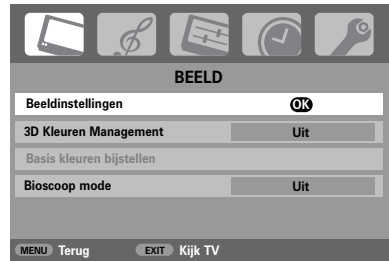 BEELD
Beeldinstellingen OK
3D Kleuren Management Uit
Basis kleuren bijstellen
Bioscoop mode Uit
MENU Terug EXIT Kijk TV